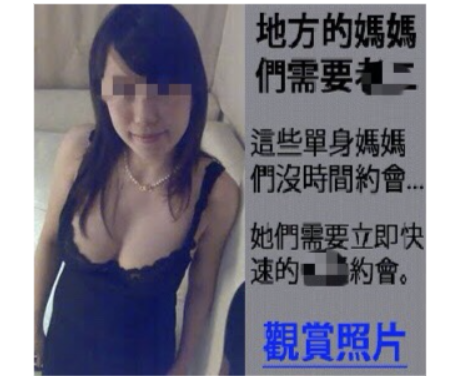 地方的媽媽
們需要
這些單身媽媽
們沒時間約會...
她們需要立即快
速的 約會。
觀賞照片